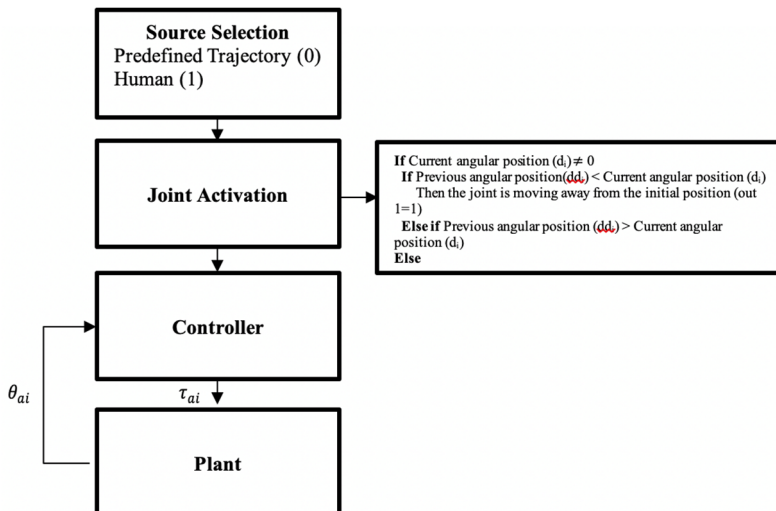 Source Selection
Predefined Trajectory (0)
Human (1)
Joint Activation
If Current angular position (dᵢ)≠ 0
If Previous angular position(ddᵢ) < Current angular position (dᵢ)
Then the joint is moving away from the initial position (out
1=1)
Else if Previous angular position (ddᵢ) > Current angular
position (dᵢ)
Else
Controller
θₐᵢ
τₐᵢ
Plant